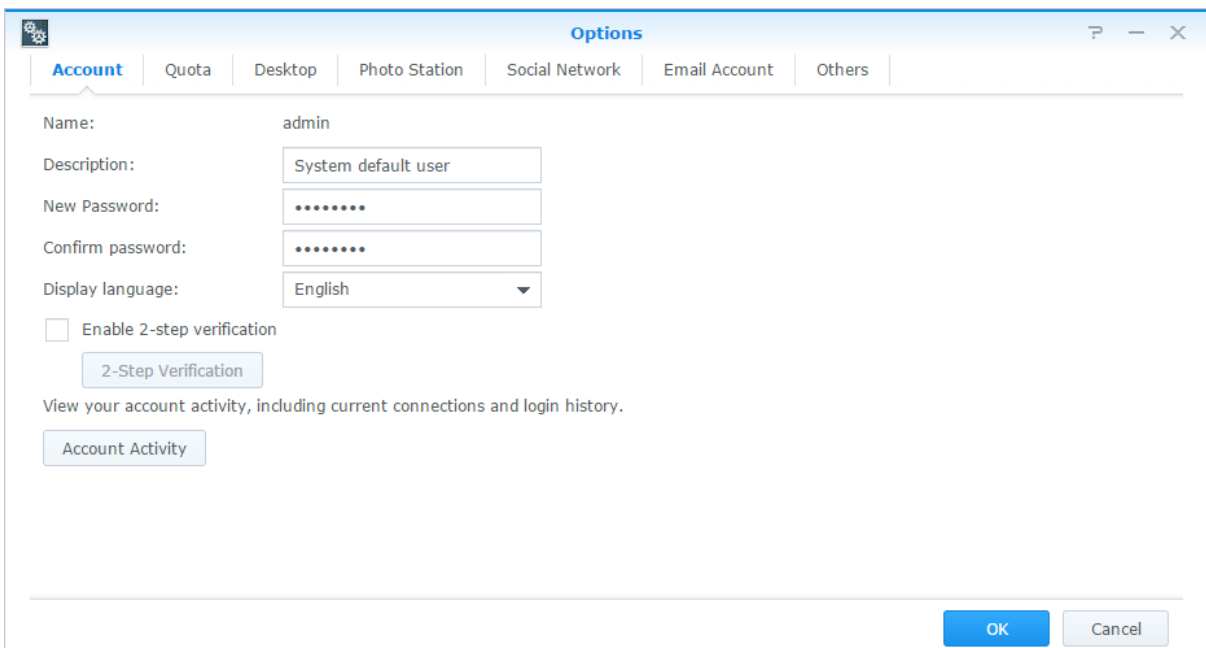 Options
Account Quota Desktop Photo Station Social Network Email Account Others
Name: admin
Description: System default user
New Password: ••••••••
Confirm password: ••••••••
Display language: English
Enable 2-step verification
2-Step Verification
View your account activity, including current connections and login history.
Account Activity
OK Cancel